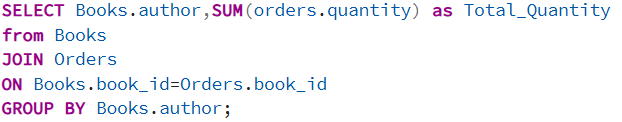 SELECT Books.author,SUM(orders.quantity) as Total_Quantity
from Books
JOIN Orders
ON Books.book_id=Orders.book_id
GROUP BY Books.author;